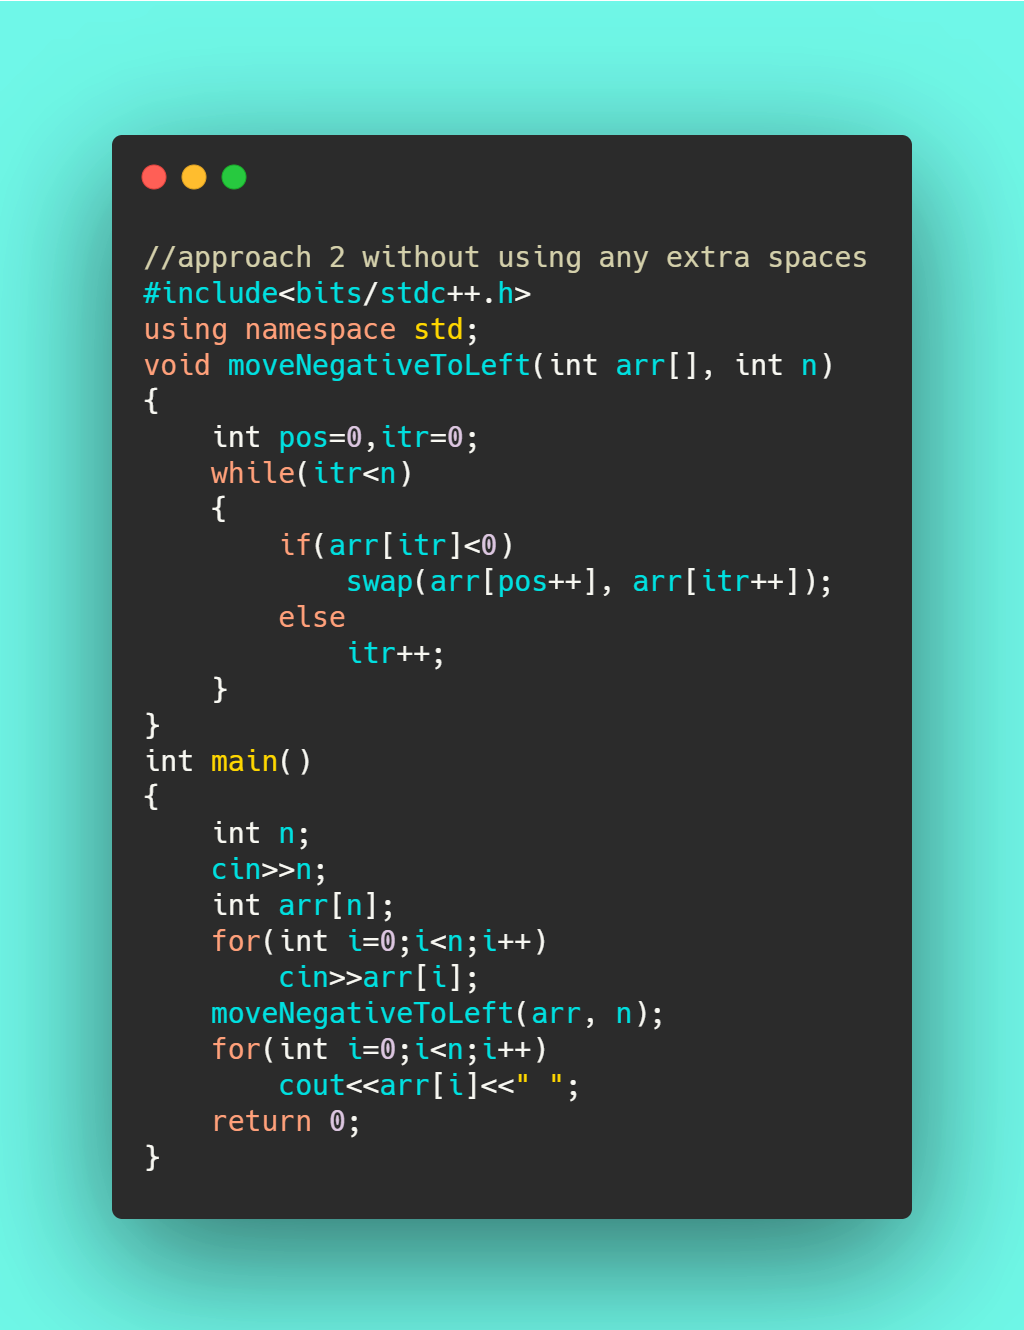 //approach 2 without using any extra spaces
#include<bits/stdc++.h>
using namespace std;
void moveNegativeToLeft(int arr[], int n)
{
    int pos=0,itr=0;
    while(itr<n)
    {
        if(arr[itr]<0)
            swap(arr[pos++], arr[itr++]);
        else
            itr++;
    }
}
int main()
{
    int n;
    cin>>n;
    int arr[n];
    for(int i=0;i<n;i++)
        cin>>arr[i];
    moveNegativeToLeft(arr, n);
    for(int i=0;i<n;i++)
        cout<<arr[i]<<" ";
    return 0;
}